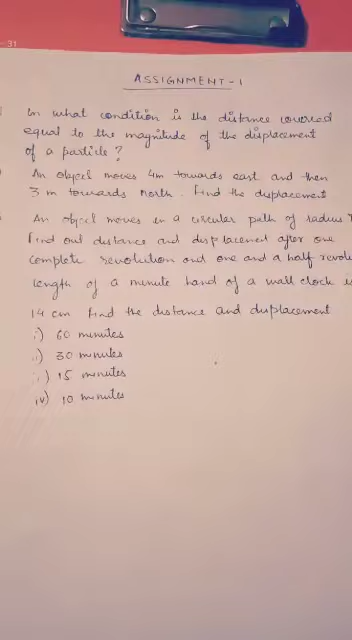 31
ASSIGNMENT-1
In what condition is the distance covered
equal to the magnitude of the displacement
of a particle?
An object moves 4m towards east and then
3 m towards north. Find the displacement
An object moves in a circular path of radius
Find out distance and displacement after one
complete revolution and one and a half revolu
length of a minute hand of a wall clock is
14 cm find the distance and displacement
i) 60 minutes
ii) 30 minutes
iii) 15 minutes
iv) 10 minutes